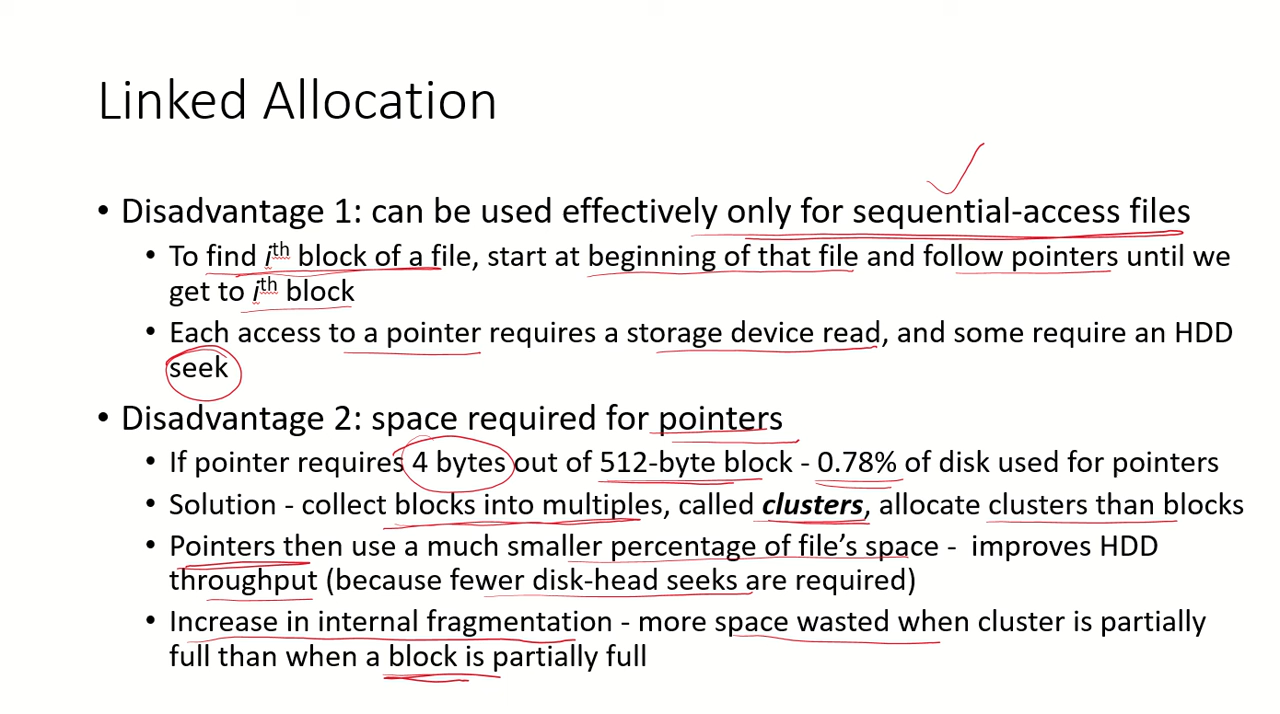 Linked Allocation
• Disadvantage 1: can be used effectively only for sequential-access files
• To find ith block of a file, start at beginning of that file and follow pointers until we
get to ith block
• Each access to a pointer requires a storage device read, and some require an HDD
seek
• Disadvantage 2: space required for pointers
• If pointer requires 4 bytes out of 512-byte block - 0.78% of disk used for pointers
• Solution - collect blocks into multiples, called clusters, allocate clusters than blocks
• Pointers then use a much smaller percentage of file's space - improves HDD
throughput (because fewer disk-head seeks are required)
• Increase in internal fragmentation - more space wasted when cluster is partially
full than when a block is partially full